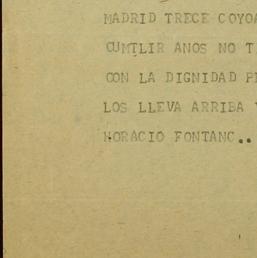 MADRID TRECE COYOA
CUMTLIR ANOS NO T
CON LA DIGNIDAD P
LOS LLEVA ARRIBA Y
HORACIO FONTANC..